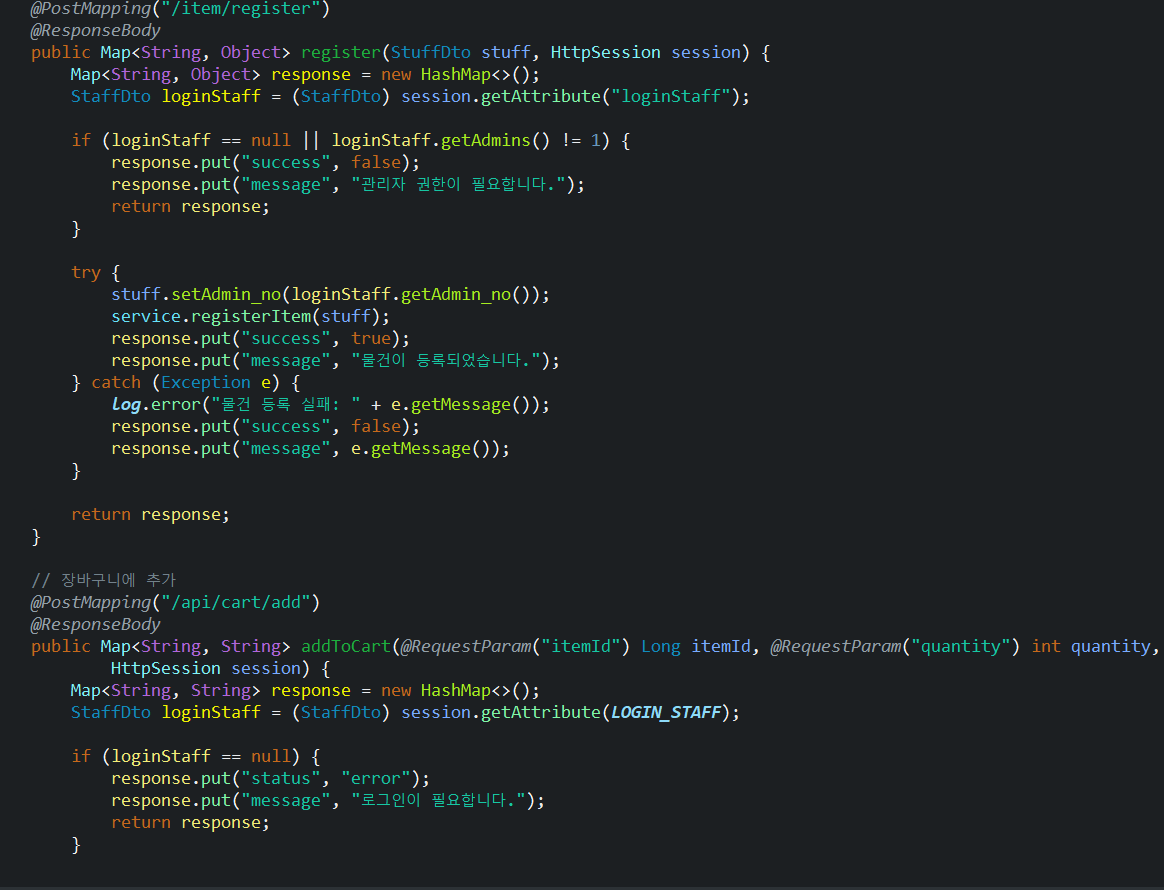 @PostMapping("/item/register")
@ResponseBody
public Map<String, Object> register(StuffDto stuff, HttpSession session) {
Map<String, Object> response = new HashMap<>();
StaffDto loginStaff = (StaffDto) session.getAttribute("loginStaff");
if (loginStaff == null || loginStaff.getAdmins() != 1) {
response.put("success", false);
response.put("message", "관리자 권한이 필요합니다.");
return response;
}
try {
stuff.setAdmin_no(loginStaff.getAdmin_no());
service.registerItem(stuff);
response.put("success", true);
response.put("message", "물건이 등록되었습니다.");
} catch (Exception e) {
log.error("물건 등록 실패: " + e.getMessage());
response.put("success", false);
response.put("message", e.getMessage());
}
return response;
}
// 장바구니에 추가
@PostMapping("/api/cart/add")
@ResponseBody
public Map<String, String> addToCart(@RequestParam("itemId") Long itemId, @RequestParam("quantity") int quantity,
HttpSession session) {
Map<String, String> response = new HashMap<>();
StaffDto loginStaff = (StaffDto) session.getAttribute(LOGIN_STAFF);
if (loginStaff == null) {
response.put("status", "error");
response.put("message", "로그인이 필요합니다.");
return response;
}